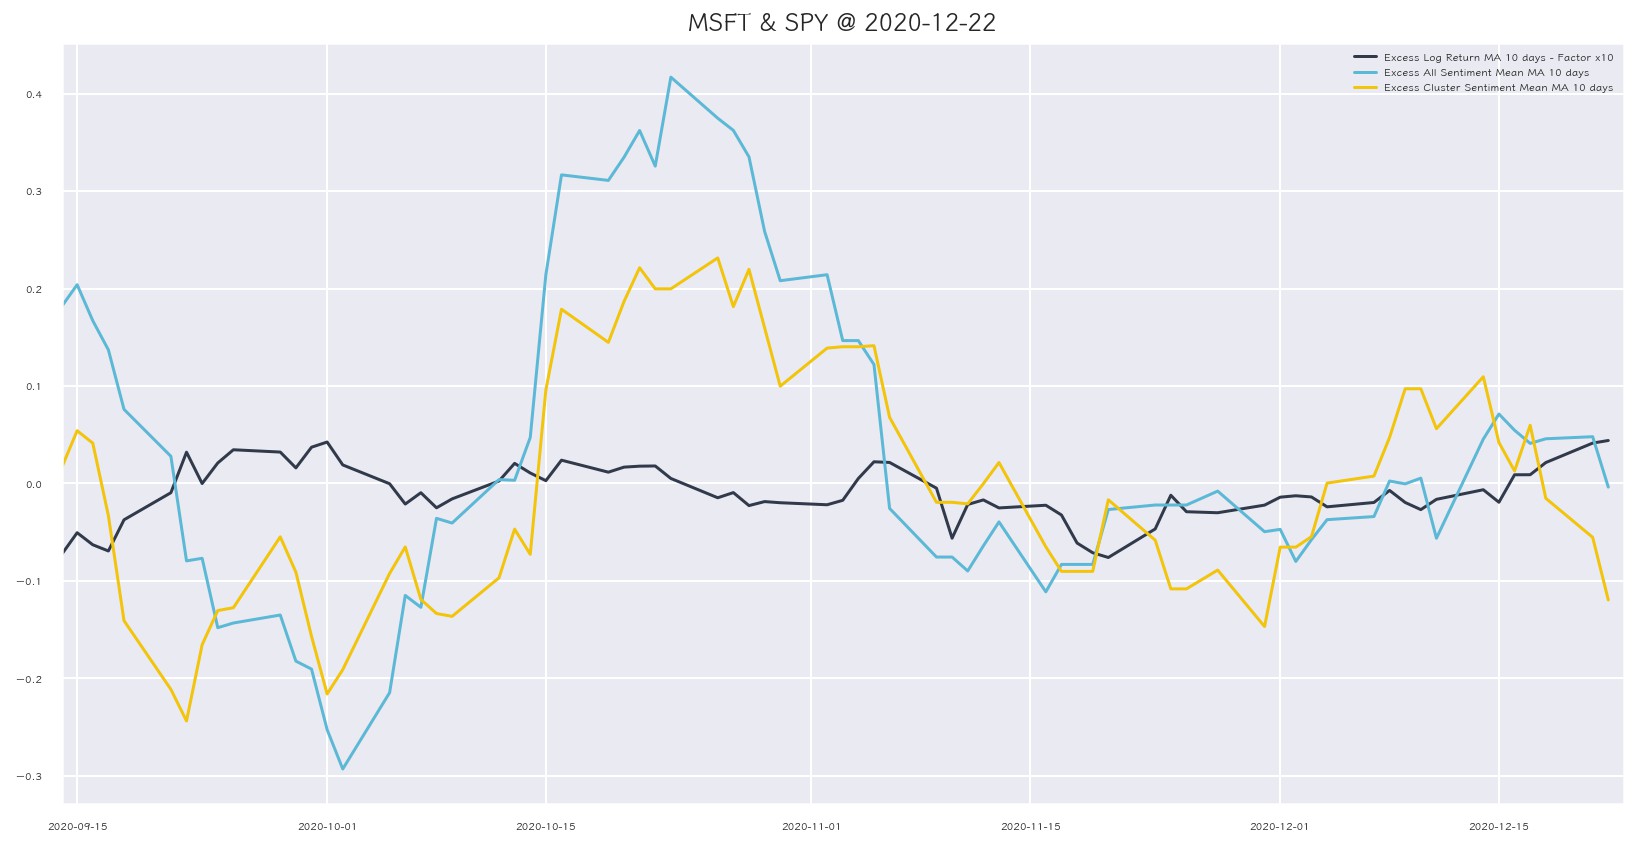 MSFT & SPY @ 2020-12-22
Excess Log Return MA 10 days - Factor x10
Excess All Sentiment Mean MA 10 days
Excess Cluster Sentiment Mean MA 10 days
0.4
0.3
0.2
0.1
0.0
−0.1
−0.2
−0.3
2020-09-15 2020-10-01 2020-10-15 2020-11-01 2020-11-15 2020-12-01 2020-12-15